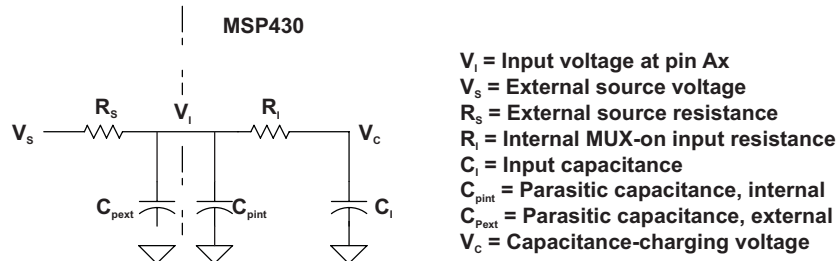 MSP430
R_S
V_I
R_I
V_S
V_C
C_pext
C_pint
C_I
V_I = Input voltage at pin Ax
V_S = External source voltage
R_S = External source resistance
R_I = Internal MUX-on input resistance
C_I = Input capacitance
C_pint = Parasitic capacitance, internal
C_Pext = Parasitic capacitance, external
V_C = Capacitance-charging voltage